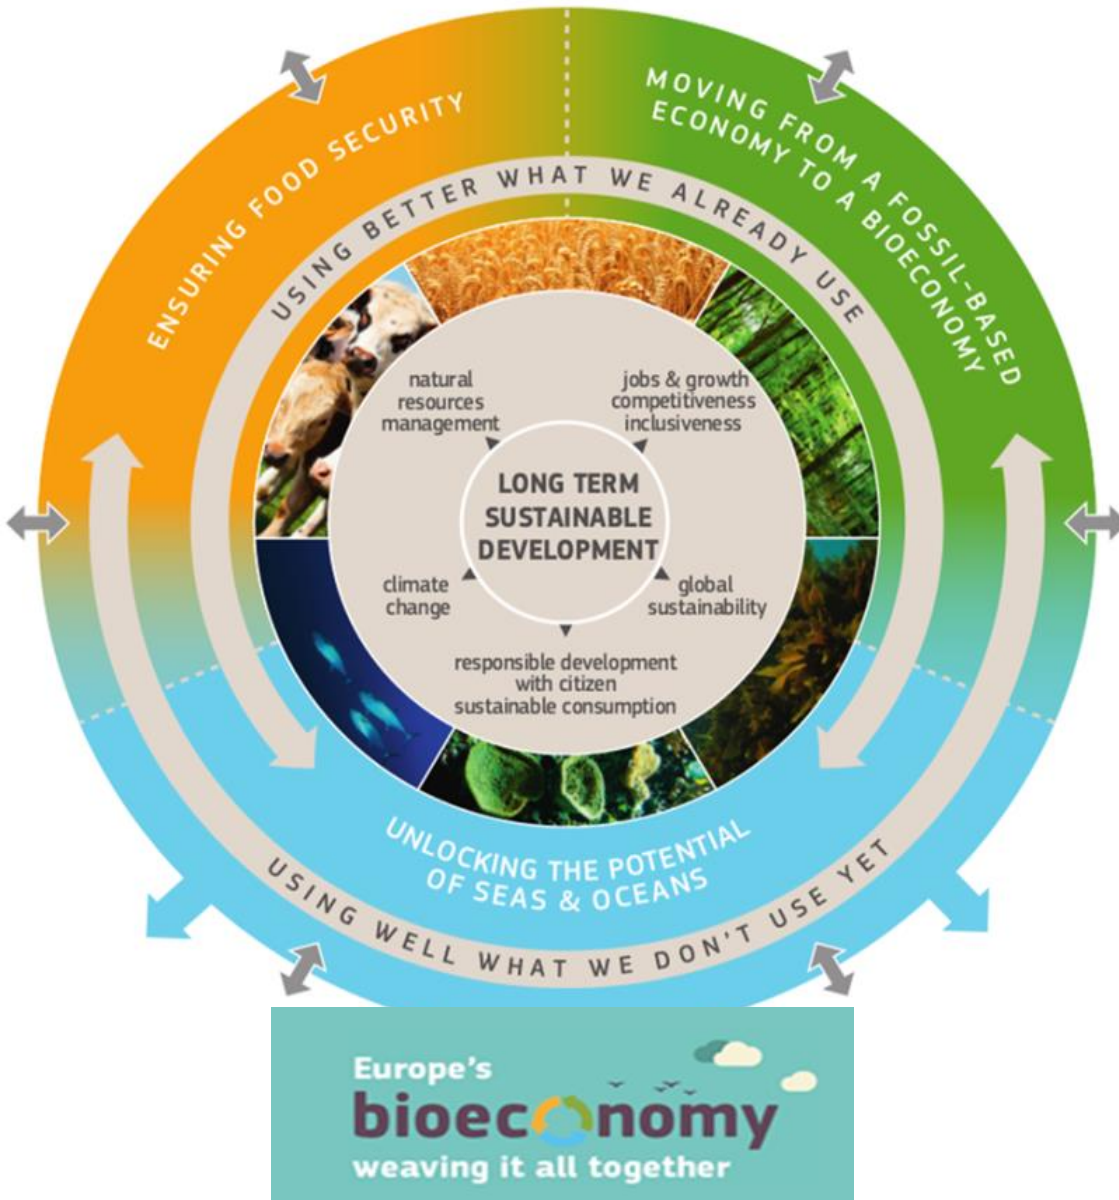 ENSURING FOOD SECURITY
MOVING FROM A FOSSIL-BASED
ECONOMY TO A BIOECONOMY
USING BETTER WHAT WE ALREADY USE
natural
resources
management
jobs & growth
competitiveness
inclusiveness
LONG TERM
SUSTAINABLE
DEVELOPMENT
climate
change
global
sustainability
responsible development
with citizen
sustainable consumption
UNLOCKING THE POTENTIAL
OF SEAS & OCEANS
USING WELL WHAT WE DON'T USE YET
Europe's
bioeconomy
weaving it all together